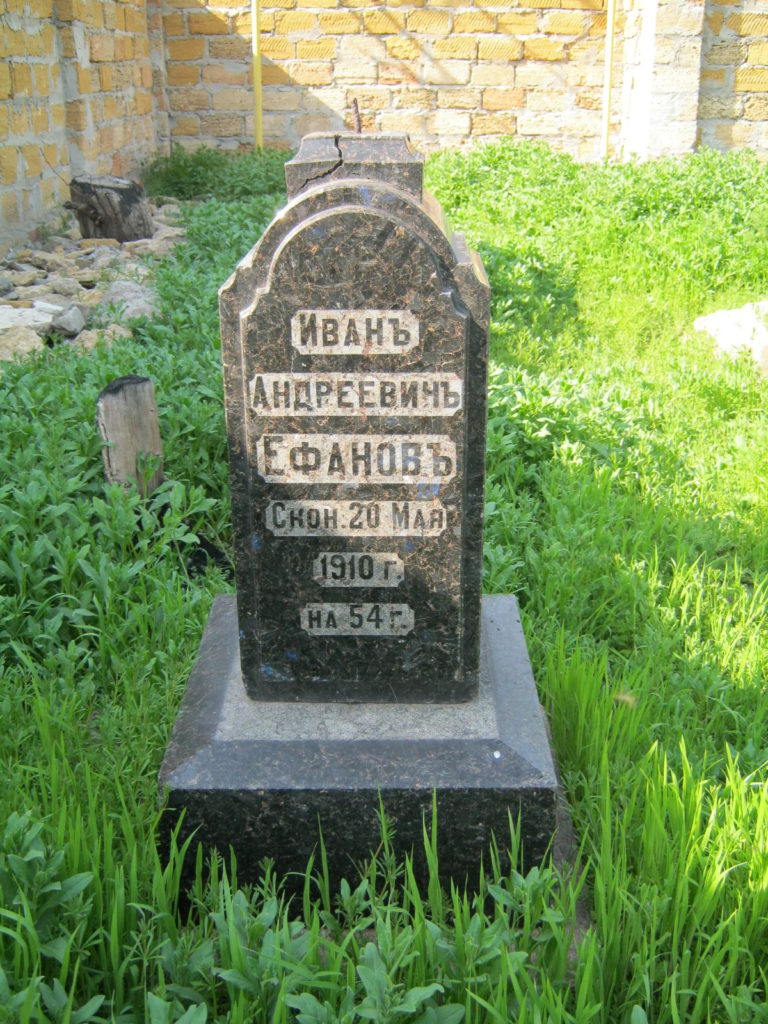 Иванъ
Андреевичъ
Ефановъ
Скон. 20 Мая
1910 г.
на 54 г.